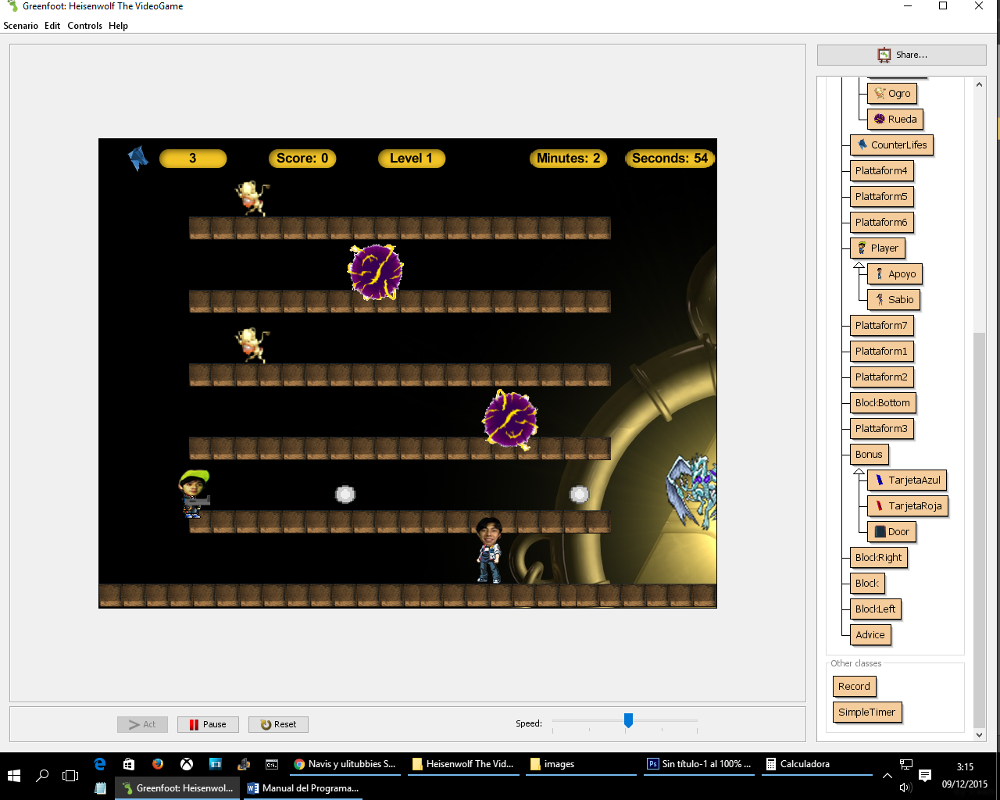 Greenfoot: Heisenwolf The VideoGame
Scenario Edit Controls Help
Share...
3
Score: 0
Level 1
Minutes: 2
Seconds: 54
Ogro
Rueda
CounterLifes
Plattaform4
Plattaform5
Plattaform6
Player
Apoyo
Sabio
Plattaform7
Plattaform1
Plattaform2
BlockBottom
Plattaform3
Bonus
TarjetaAzul
TarjetaRoja
Door
BlockRight
Block
BlockLeft
Advice
Other classes
Record
SimpleTimer
Act
Pause
Reset
Speed:
Navis y ulitubbies S...
Heisenwolf The Vid...
images
Ps
Sin título-1 al 100% ...
Calculadora
Greenfoot: Heisenwol...
Manual del Programa...
3:15
09/12/2015